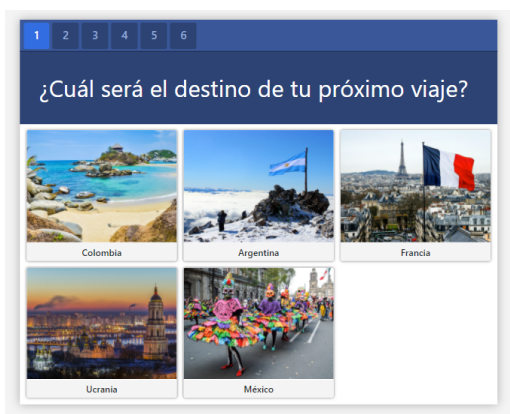 1 2 3 4 5 6
¿Cuál será el destino de tu próximo viaje?
Colombia Argentina Francia
Ucrania México